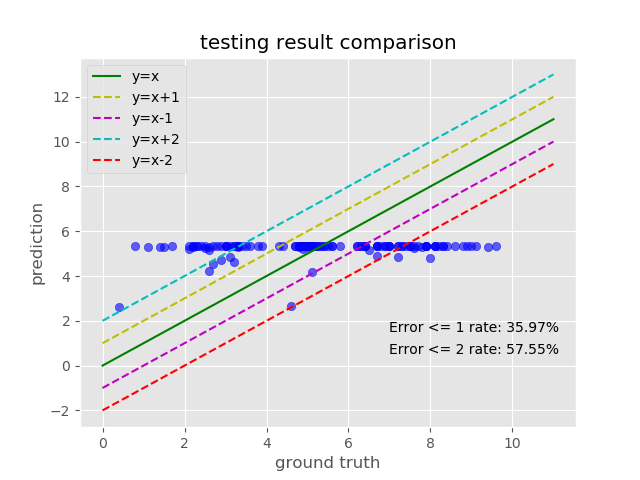 testing result comparison
y=x
y=x+1
y=x-1
y=x+2
y=x-2
12
10
8
6
4
2
0
−2
prediction
Error <= 1 rate: 35.97%
Error <= 2 rate: 57.55%
0 2 4 6 8 10
ground truth